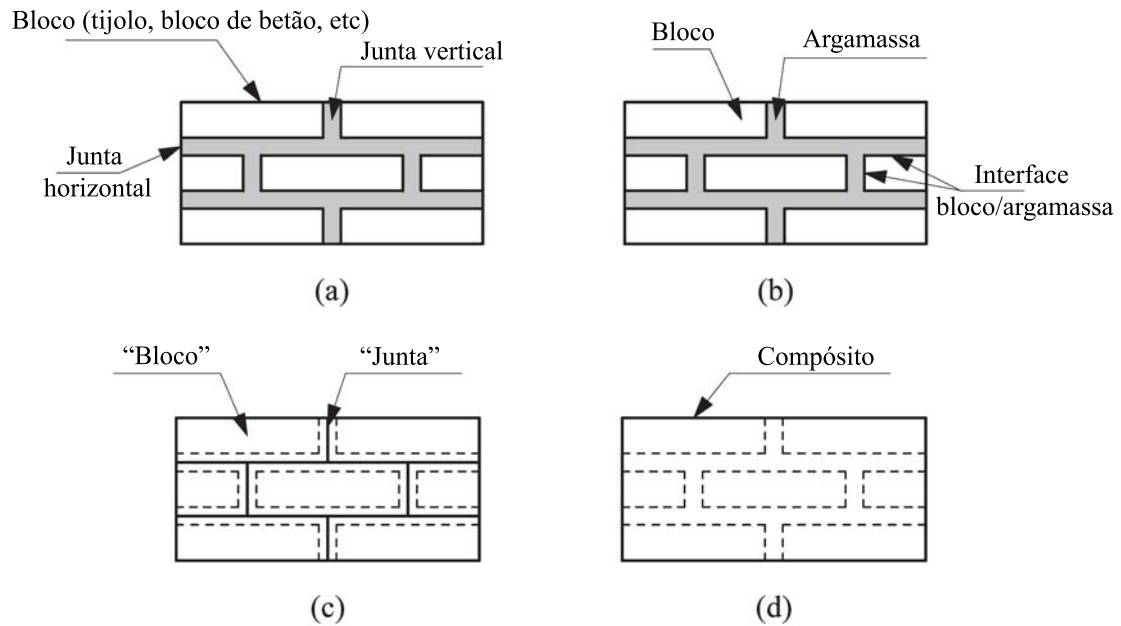 Bloco (tijolo, bloco de betão, etc)
Junta vertical
Junta
horizontal
(a)
Bloco
Argamassa
Interface
bloco/argamassa
(b)
“Bloco”
“Junta”
(c)
Compósito
(d)